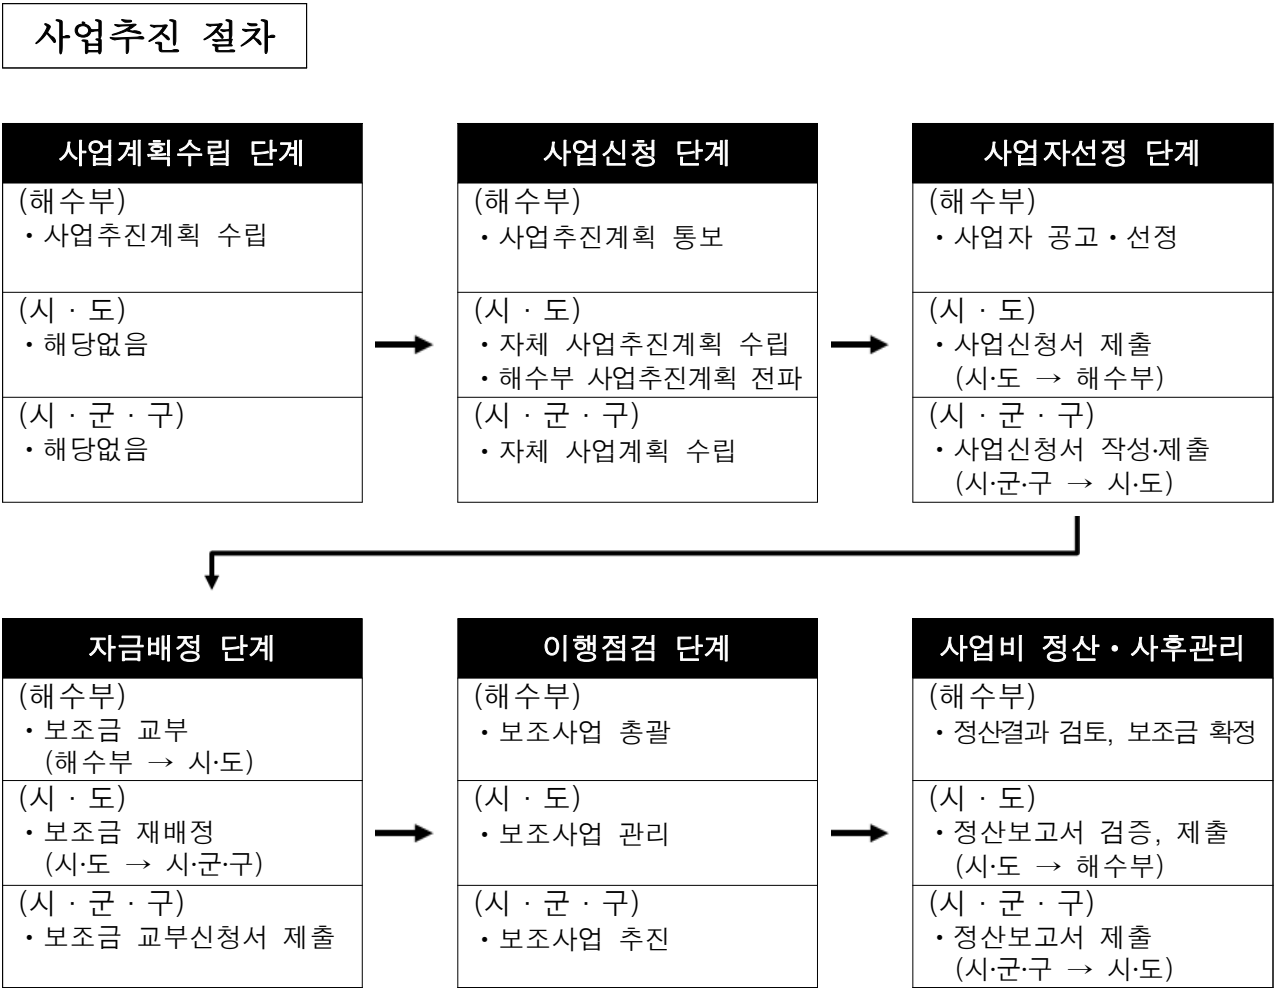 사업추진 절차
사업계획수립 단계
(해수부)
・사업추진계획 수립
(시 · 도)
・해당없음
(시 · 군 · 구)
・해당없음
사업신청 단계
(해수부)
・사업추진계획 통보
(시 · 도)
・자체 사업추진계획 수립
・해수부 사업추진계획 전파
(시 · 군 · 구)
・자체 사업계획 수립
사업자선정 단계
(해수부)
・사업자 공고・선정
(시 · 도)
・사업신청서 제출
(시·도 → 해수부)
(시 · 군 · 구)
・사업신청서 작성·제출
(시·군·구 → 시·도)
자금배정 단계
(해수부)
・보조금 교부
(해수부 → 시·도)
(시 · 도)
・보조금 재배정
(시·도 → 시·군·구)
(시 · 군 · 구)
・보조금 교부신청서 제출
이행점검 단계
(해수부)
・보조사업 총괄
(시 · 도)
・보조사업 관리
(시 · 군 · 구)
・보조사업 추진
사업비 정산・사후관리
(해수부)
・정산결과 검토, 보조금 확정
(시 · 도)
・정산보고서 검증, 제출
(시·도 → 해수부)
(시 · 군 · 구)
・정산보고서 제출
(시·군·구 → 시·도)